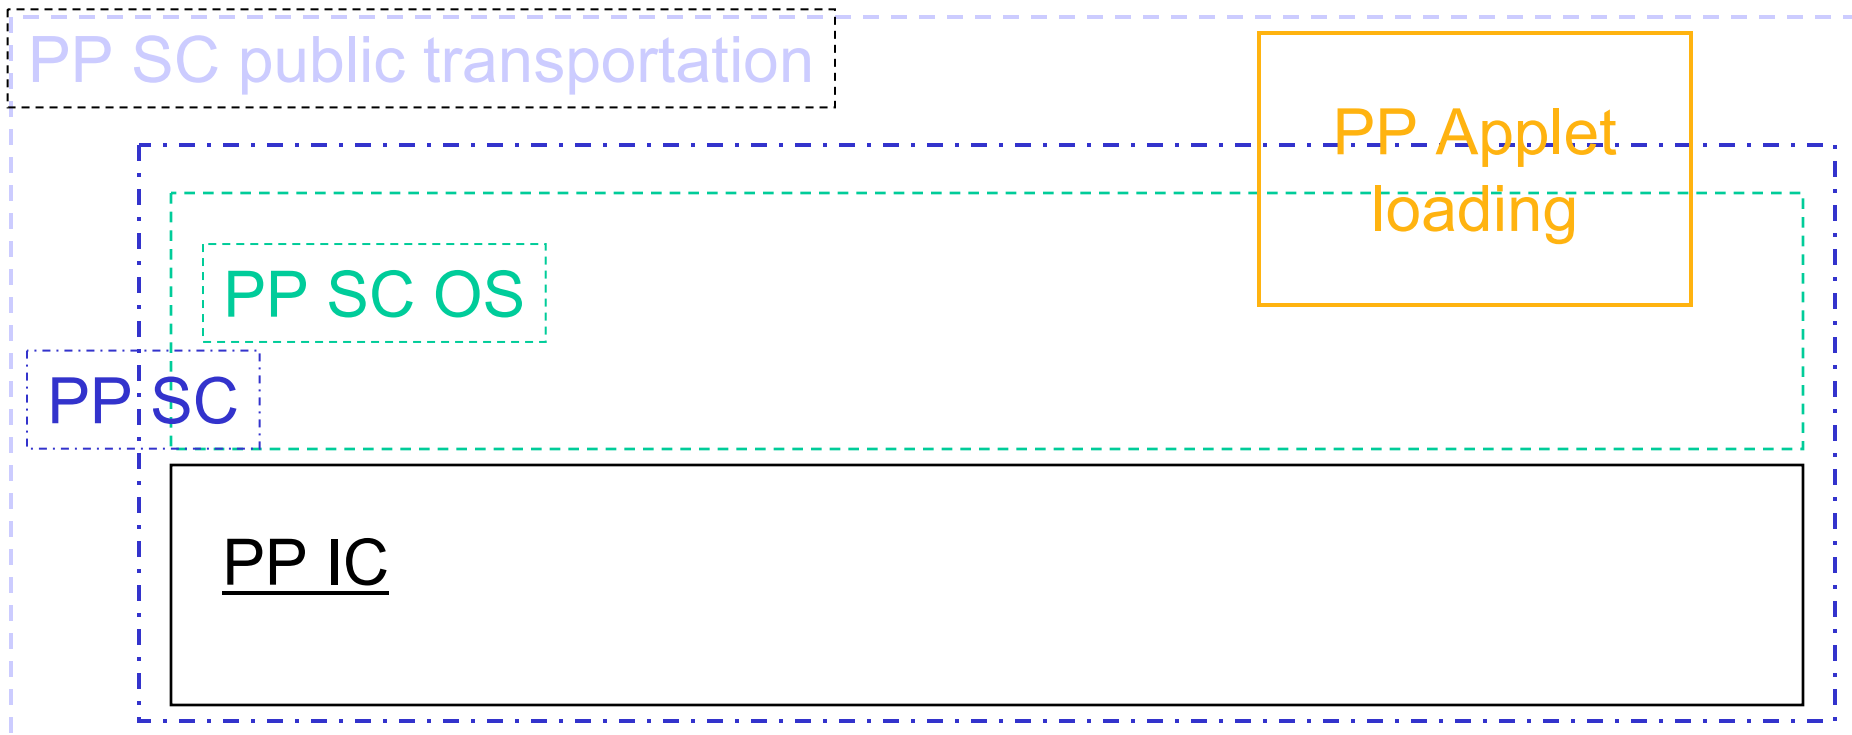 PP SC public transportation
PP Applet
loading
PP SC OS
PP SC
PP IC